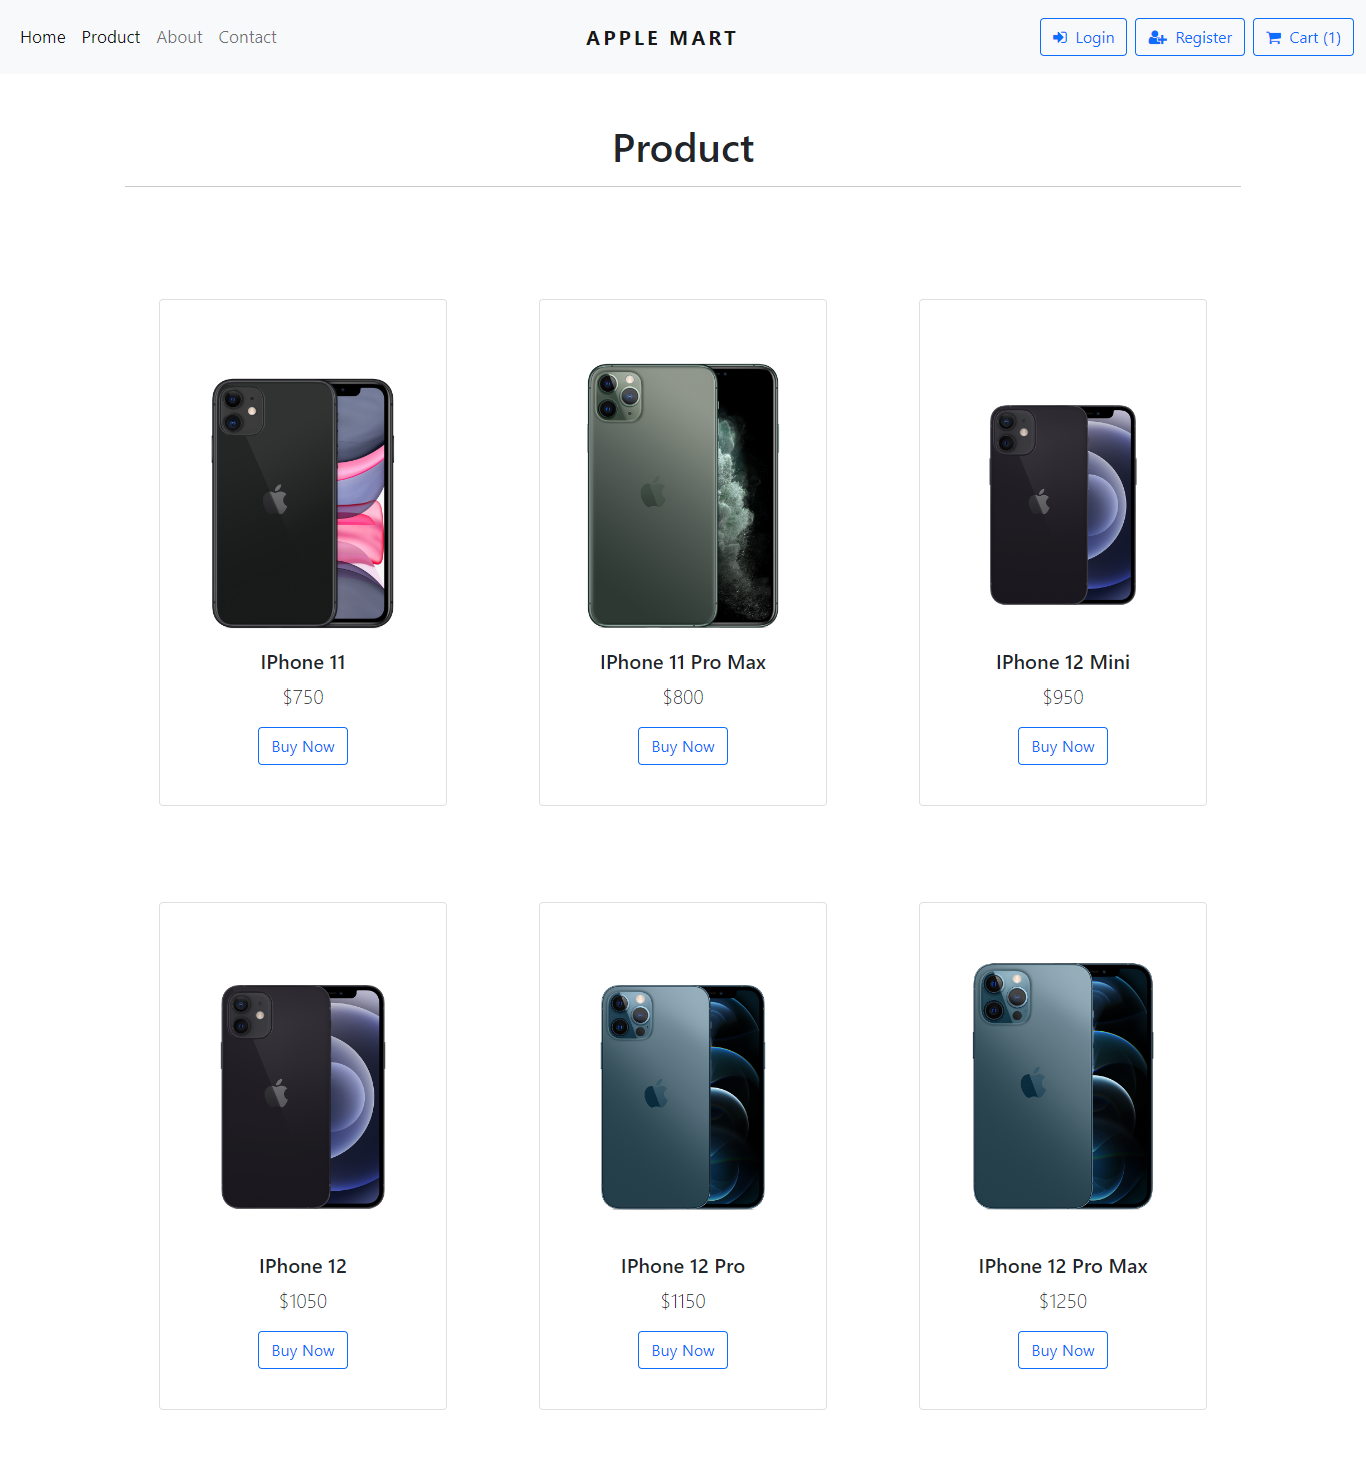 Home Product About Contact APPLE MART Login Register Cart (1)
Product
IPhone 11 IPhone 11 Pro Max IPhone 12 Mini
$750 $800 $950
Buy Now Buy Now Buy Now
IPhone 12 IPhone 12 Pro IPhone 12 Pro Max
$1050 $1150 $1250
Buy Now Buy Now Buy Now